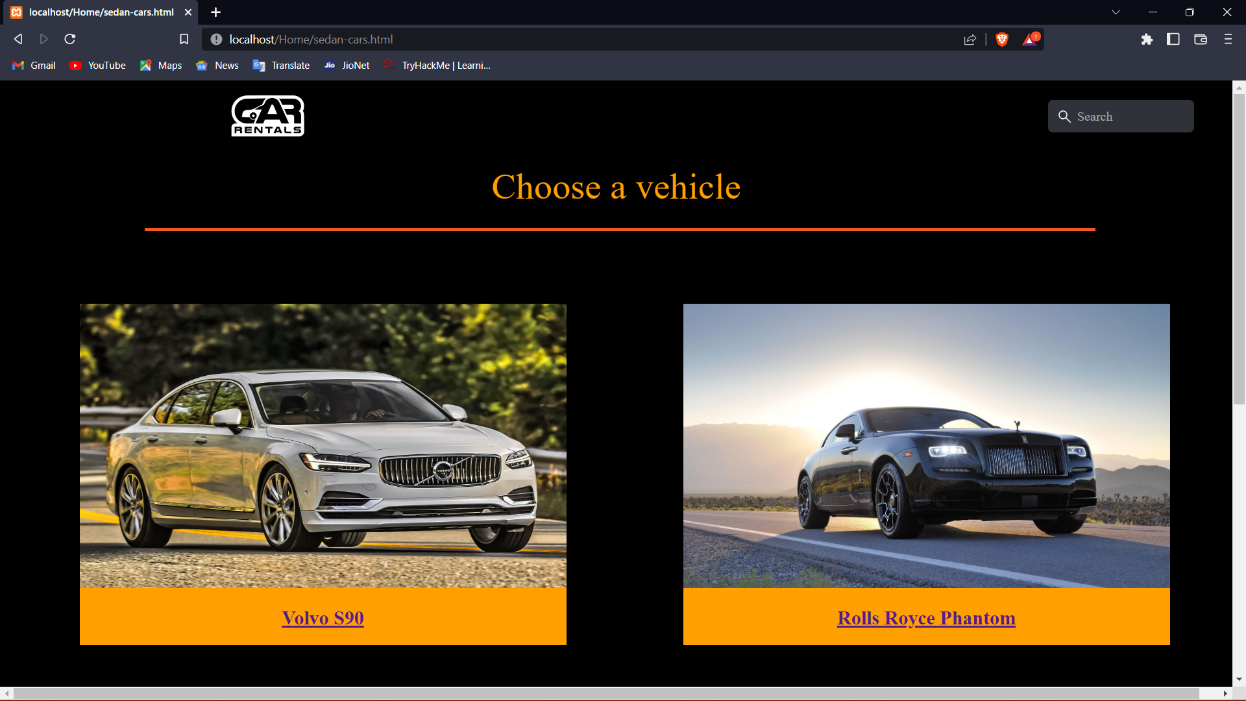 localhost/Home/sedan-cars.html
localhost/Home/sedan-cars.html
Gmail YouTube Maps News Jio Translate JioNet TryHackMe | Learni...
CAR
RENTALS
Search
Choose a vehicle
Volvo S90
Rolls Royce Phantom